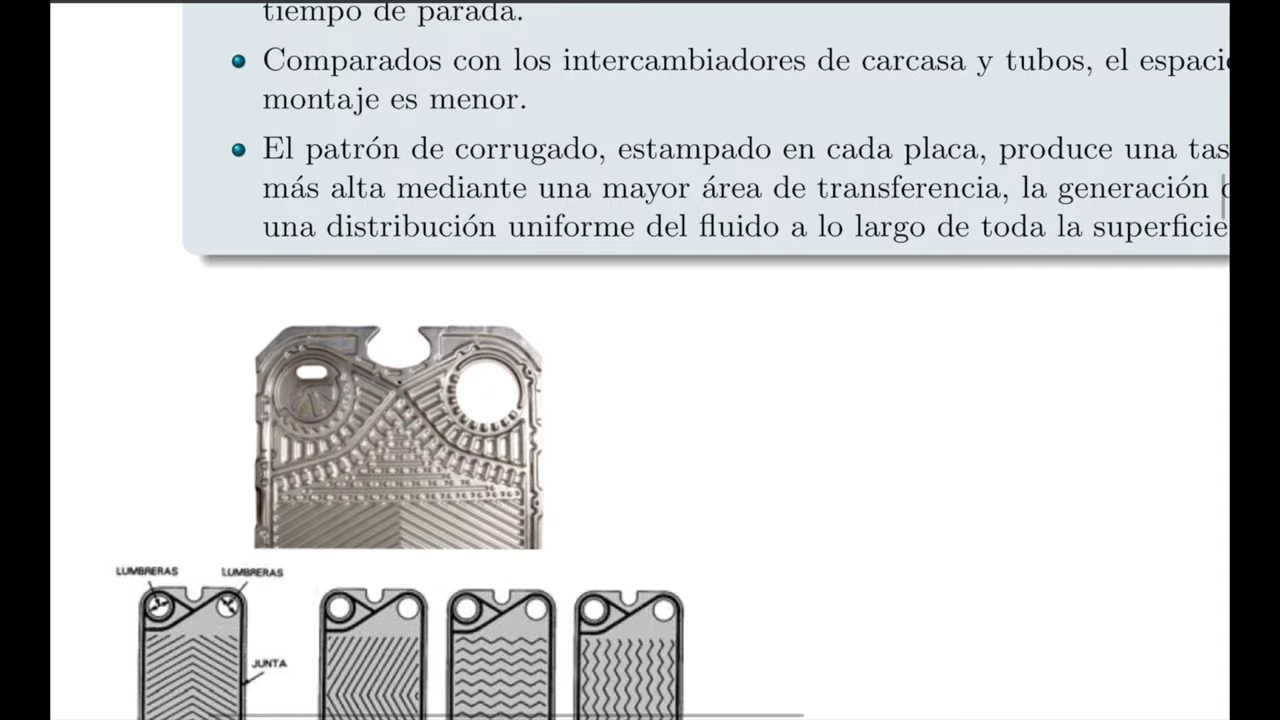 tiempo de parada.
Comparados con los intercambiadores de carcasa y tubos, el espacio
montaje es menor.
El patrón de corrugado, estampado en cada placa, produce una tas
más alta mediante una mayor área de transferencia, la generación
una distribución uniforme del fluido a lo largo de toda la superficie
LUMBRERAS LUMBRERAS
JUNTA